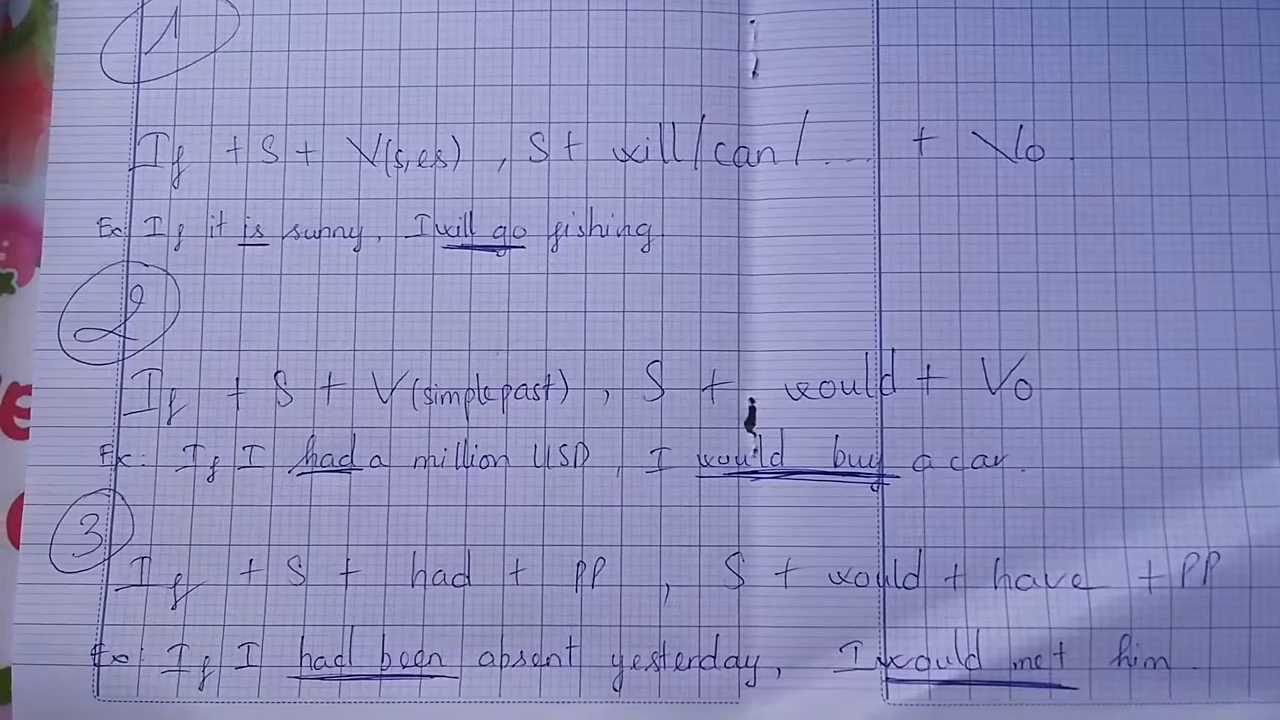 1
If + S + V(s,es) , S + will/can/.... + Vo
Ex: If it is sunny, I will go fishing
2
If + S + V(simple past) , S + would + Vo
Ex: If I had a million USD, I would buy a car.
3
If + S + had + PP , S + would + have + PP
Ex: If I had been absent yesterday, I would met him.